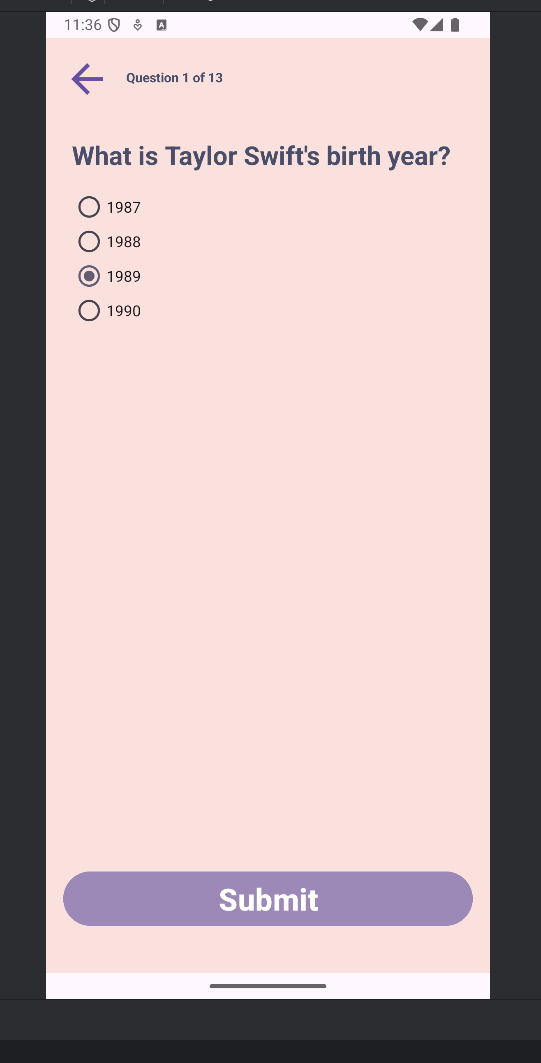 11:36
Question 1 of 13
What is Taylor Swift's birth year?
1987
1988
1989
1990
Submit